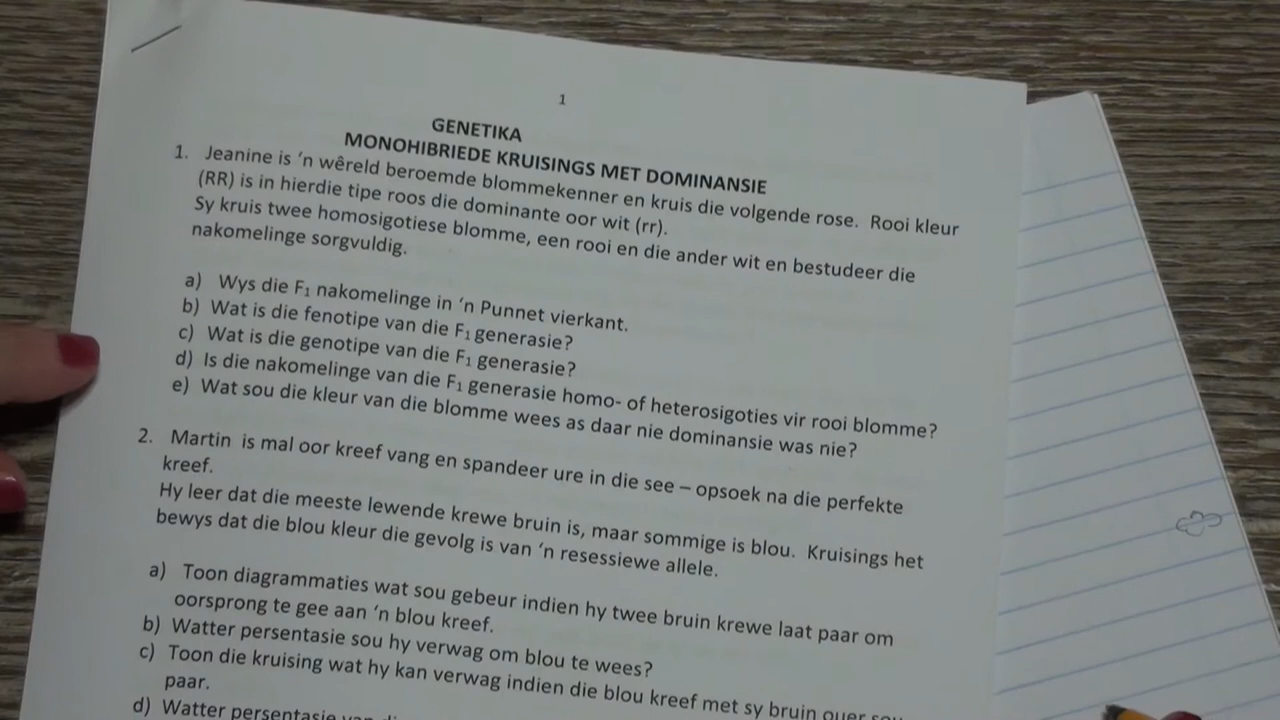 1
GENETIKA
MONOHIBRIEDE KRUISINGS MET DOMINANSIE
1. Jeanine is ‘n wêreld beroemde blommekenner en kruis die volgende rose. Rooi kleur
(RR) is in hierdie tipe roos die dominante oor wit (rr).
Sy kruis twee homosigotiese blomme, een rooi en die ander wit en bestudeer die
nakomelinge sorgvuldig.
a) Wys die F₁ nakomelinge in ‘n Punnet vierkant.
b) Wat is die fenotipe van die F₁ generasie?
c) Wat is die genotipe van die F₁ generasie?
d) Is die nakomelinge van die F₁ generasie homo- of heterosigoties vir rooi blomme?
e) Wat sou die kleur van die blomme wees as daar nie dominansie was nie?
2. Martin is mal oor kreef vang en spandeer ure in die see – opsoek na die perfekte
kreef.
Hy leer dat die meeste lewende krewe bruin is, maar sommige is blou. Kruisings het
bewys dat die blou kleur die gevolg is van ‘n resessiewe allele.
a) Toon diagrammaties wat sou gebeur indien hy twee bruin krewe laat paar om
oorsprong te gee aan ‘n blou kreef.
b) Watter persentasie sou hy verwag om blou te wees?
c) Toon die kruising wat hy kan verwag indien die blou kreef met sy bruin ouer sou
paar.
d) Watter persentasie